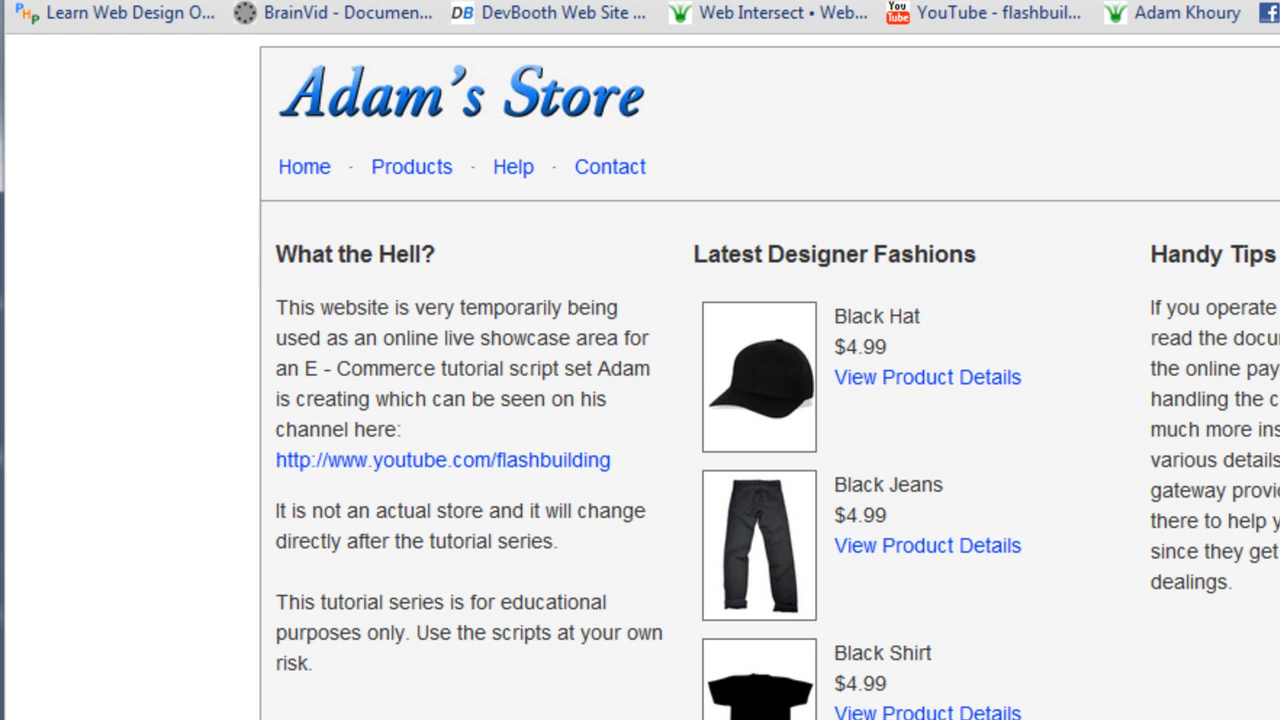 Learn Web Design O...
BrainVid - Documen...
DB DevBooth Web Site ...
Web Intersect • Web...
You Tube YouTube - flashbuil...
Adam Khoury
Adam's Store
Home · Products · Help · Contact
What the Hell?
This website is very temporarily being
used as an online live showcase area for
an E - Commerce tutorial script set Adam
is creating which can be seen on his
channel here:
http://www.youtube.com/flashbuilding
It is not an actual store and it will change
directly after the tutorial series.
This tutorial series is for educational
purposes only. Use the scripts at your own
risk.
Latest Designer Fashions
Black Hat
$4.99
View Product Details
Black Jeans
$4.99
View Product Details
Black Shirt
$4.99
View Product Details
Handy Tips
If you operate
read the docu
the online pay
handling the c
much more ins
various details
gateway provi
there to help y
since they get
dealings.